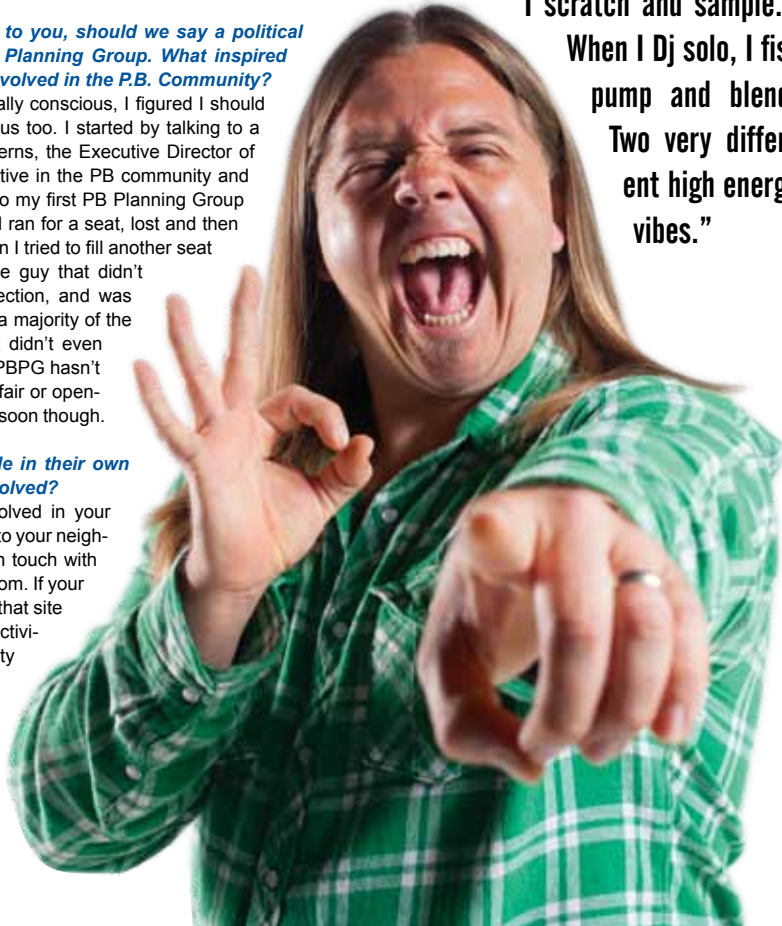 to you, should we say a political
Planning Group. What inspired
volved in the P.B. Community?
ally conscious, I figured I should
us too. I started by talking to a
erns, the Executive Director of
tive in the PB community and
o my first PB Planning Group
I ran for a seat, lost and then
n I tried to fill another seat
e guy that didn't
ection, and was
a majority of the
didn't even
PBPG hasn't
fair or open-
soon though.
le in their own
olved?
olved in your
to your neigh-
n touch with
om. If your
that site
ctivi-
ty
I scratch and sample.
When I Dj solo, I fis
pump and blend
Two very differ
ent high energ
vibes.”